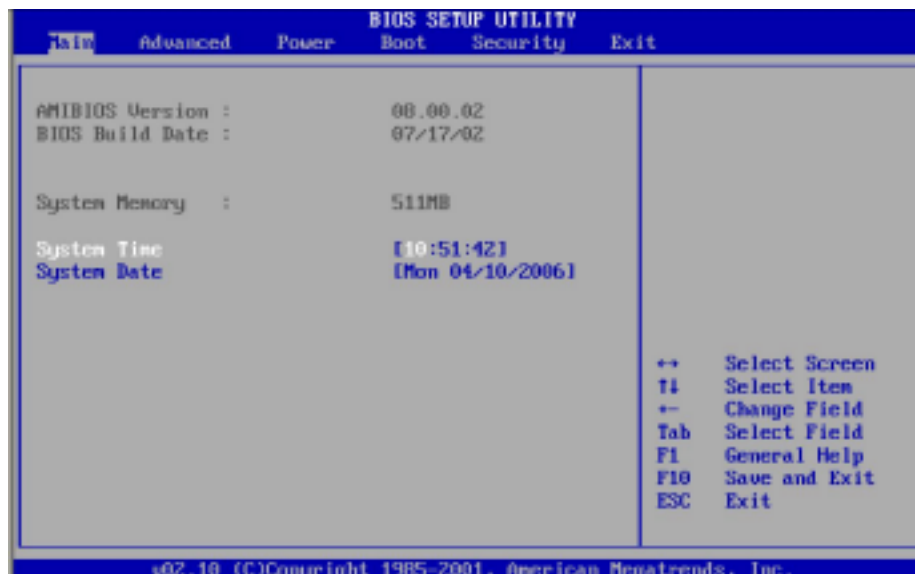 BIOS SETUP UTILITY
Main Advanced Power Boot Security Exit
AMIBIOS Version : 08.00.02
BIOS Build Date : 07/17/02
System Memory : 511MB
System Time [10:51:42]
System Date [Mon 04/10/2006]
↔ Select Screen
↑↓ Select Item
+- Change Field
Tab Select Field
F1 General Help
F10 Save and Exit
ESC Exit
v02.10 (C)Copyright 1985-2001, American Megatrends, Inc.